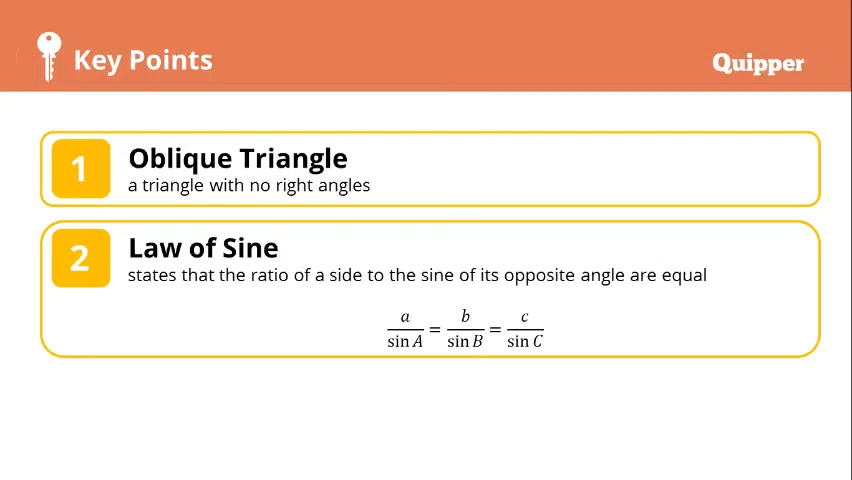 Key Points
Quipper
1
Oblique Triangle
a triangle with no right angles
2
Law of Sine
states that the ratio of a side to the sine of its opposite angle are equal
a/sin A = b/sin B = c/sin C